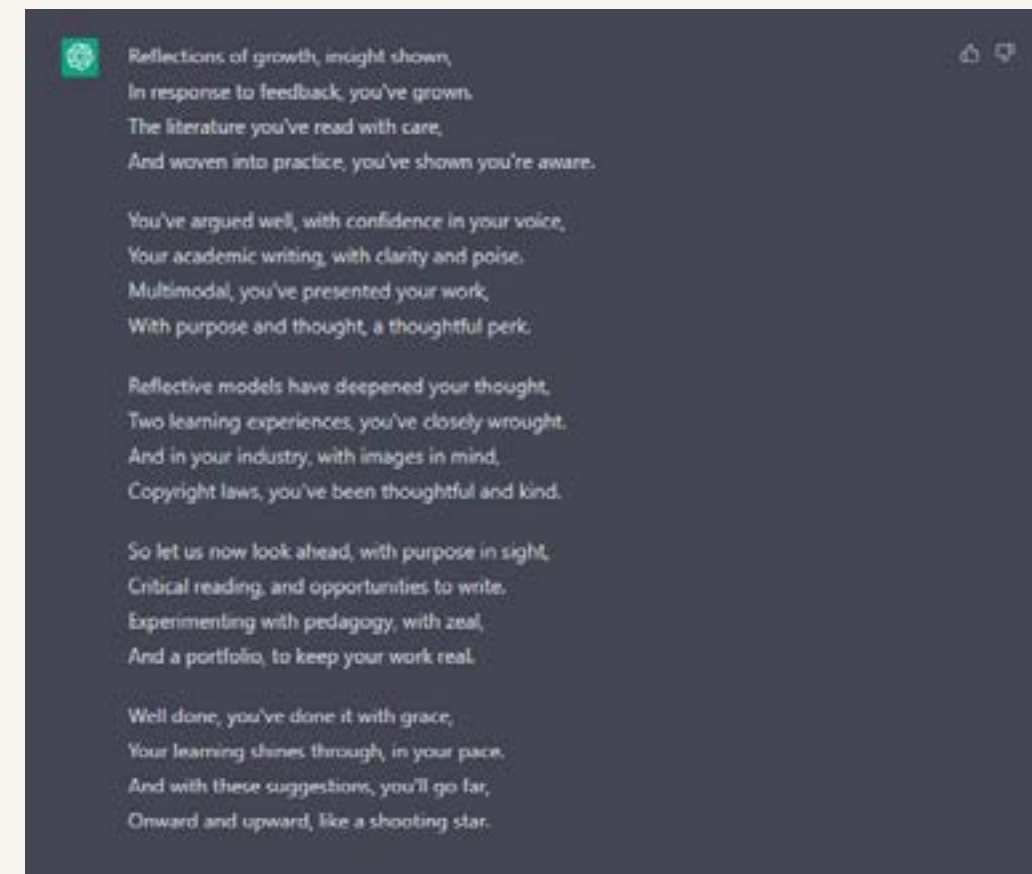 Reflections of growth, insight shown,
In response to feedback, you've grown.
The literature you've read with care,
And woven into practice, you've shown you're aware.
You've argued well, with confidence in your voice,
Your academic writing, with clarity and poise.
Multimodal, you've presented your work,
With purpose and thought, a thoughtful perk.
Reflective models have deepened your thought,
Two learning experiences, you've closely wrought.
And in your industry, with images in mind,
Copyright laws, you've been thoughtful and kind.
So let us now look ahead, with purpose in sight,
Critical reading, and opportunities to write.
Experimenting with pedagogy, with zeal,
And a portfolio, to keep your work real.
Well done, you've done it with grace,
Your learning shines through, in your pace.
And with these suggestions, you'll go far,
Onward and upward, like a shooting star.